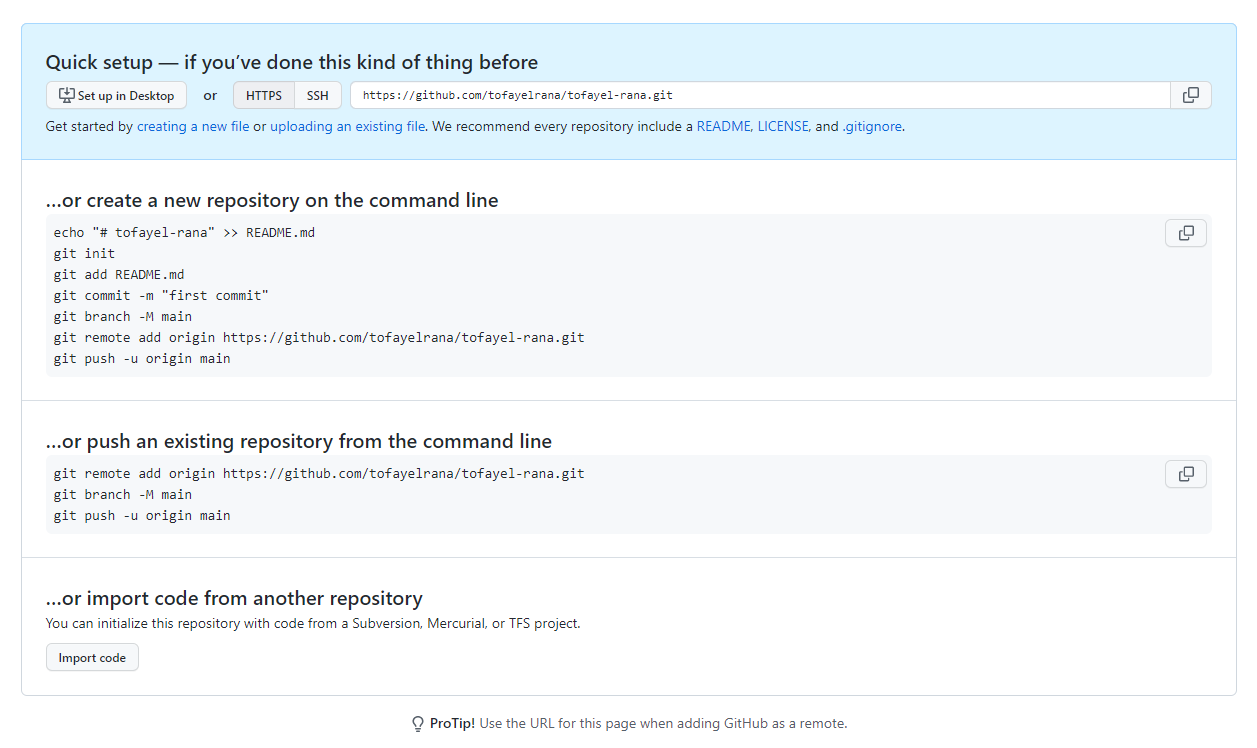 Quick setup — if you’ve done this kind of thing before
Set up in Desktop or HTTPS SSH https://github.com/tofayelrana/tofayel-rana.git
Get started by creating a new file or uploading an existing file. We recommend every repository include a README, LICENSE, and .gitignore.
…or create a new repository on the command line
echo "# tofayel-rana" >> README.md
git init
git add README.md
git commit -m "first commit"
git branch -M main
git remote add origin https://github.com/tofayelrana/tofayel-rana.git
git push -u origin main
…or push an existing repository from the command line
git remote add origin https://github.com/tofayelrana/tofayel-rana.git
git branch -M main
git push -u origin main
…or import code from another repository
You can initialize this repository with code from a Subversion, Mercurial, or TFS project.
Import code
ProTip! Use the URL for this page when adding GitHub as a remote.